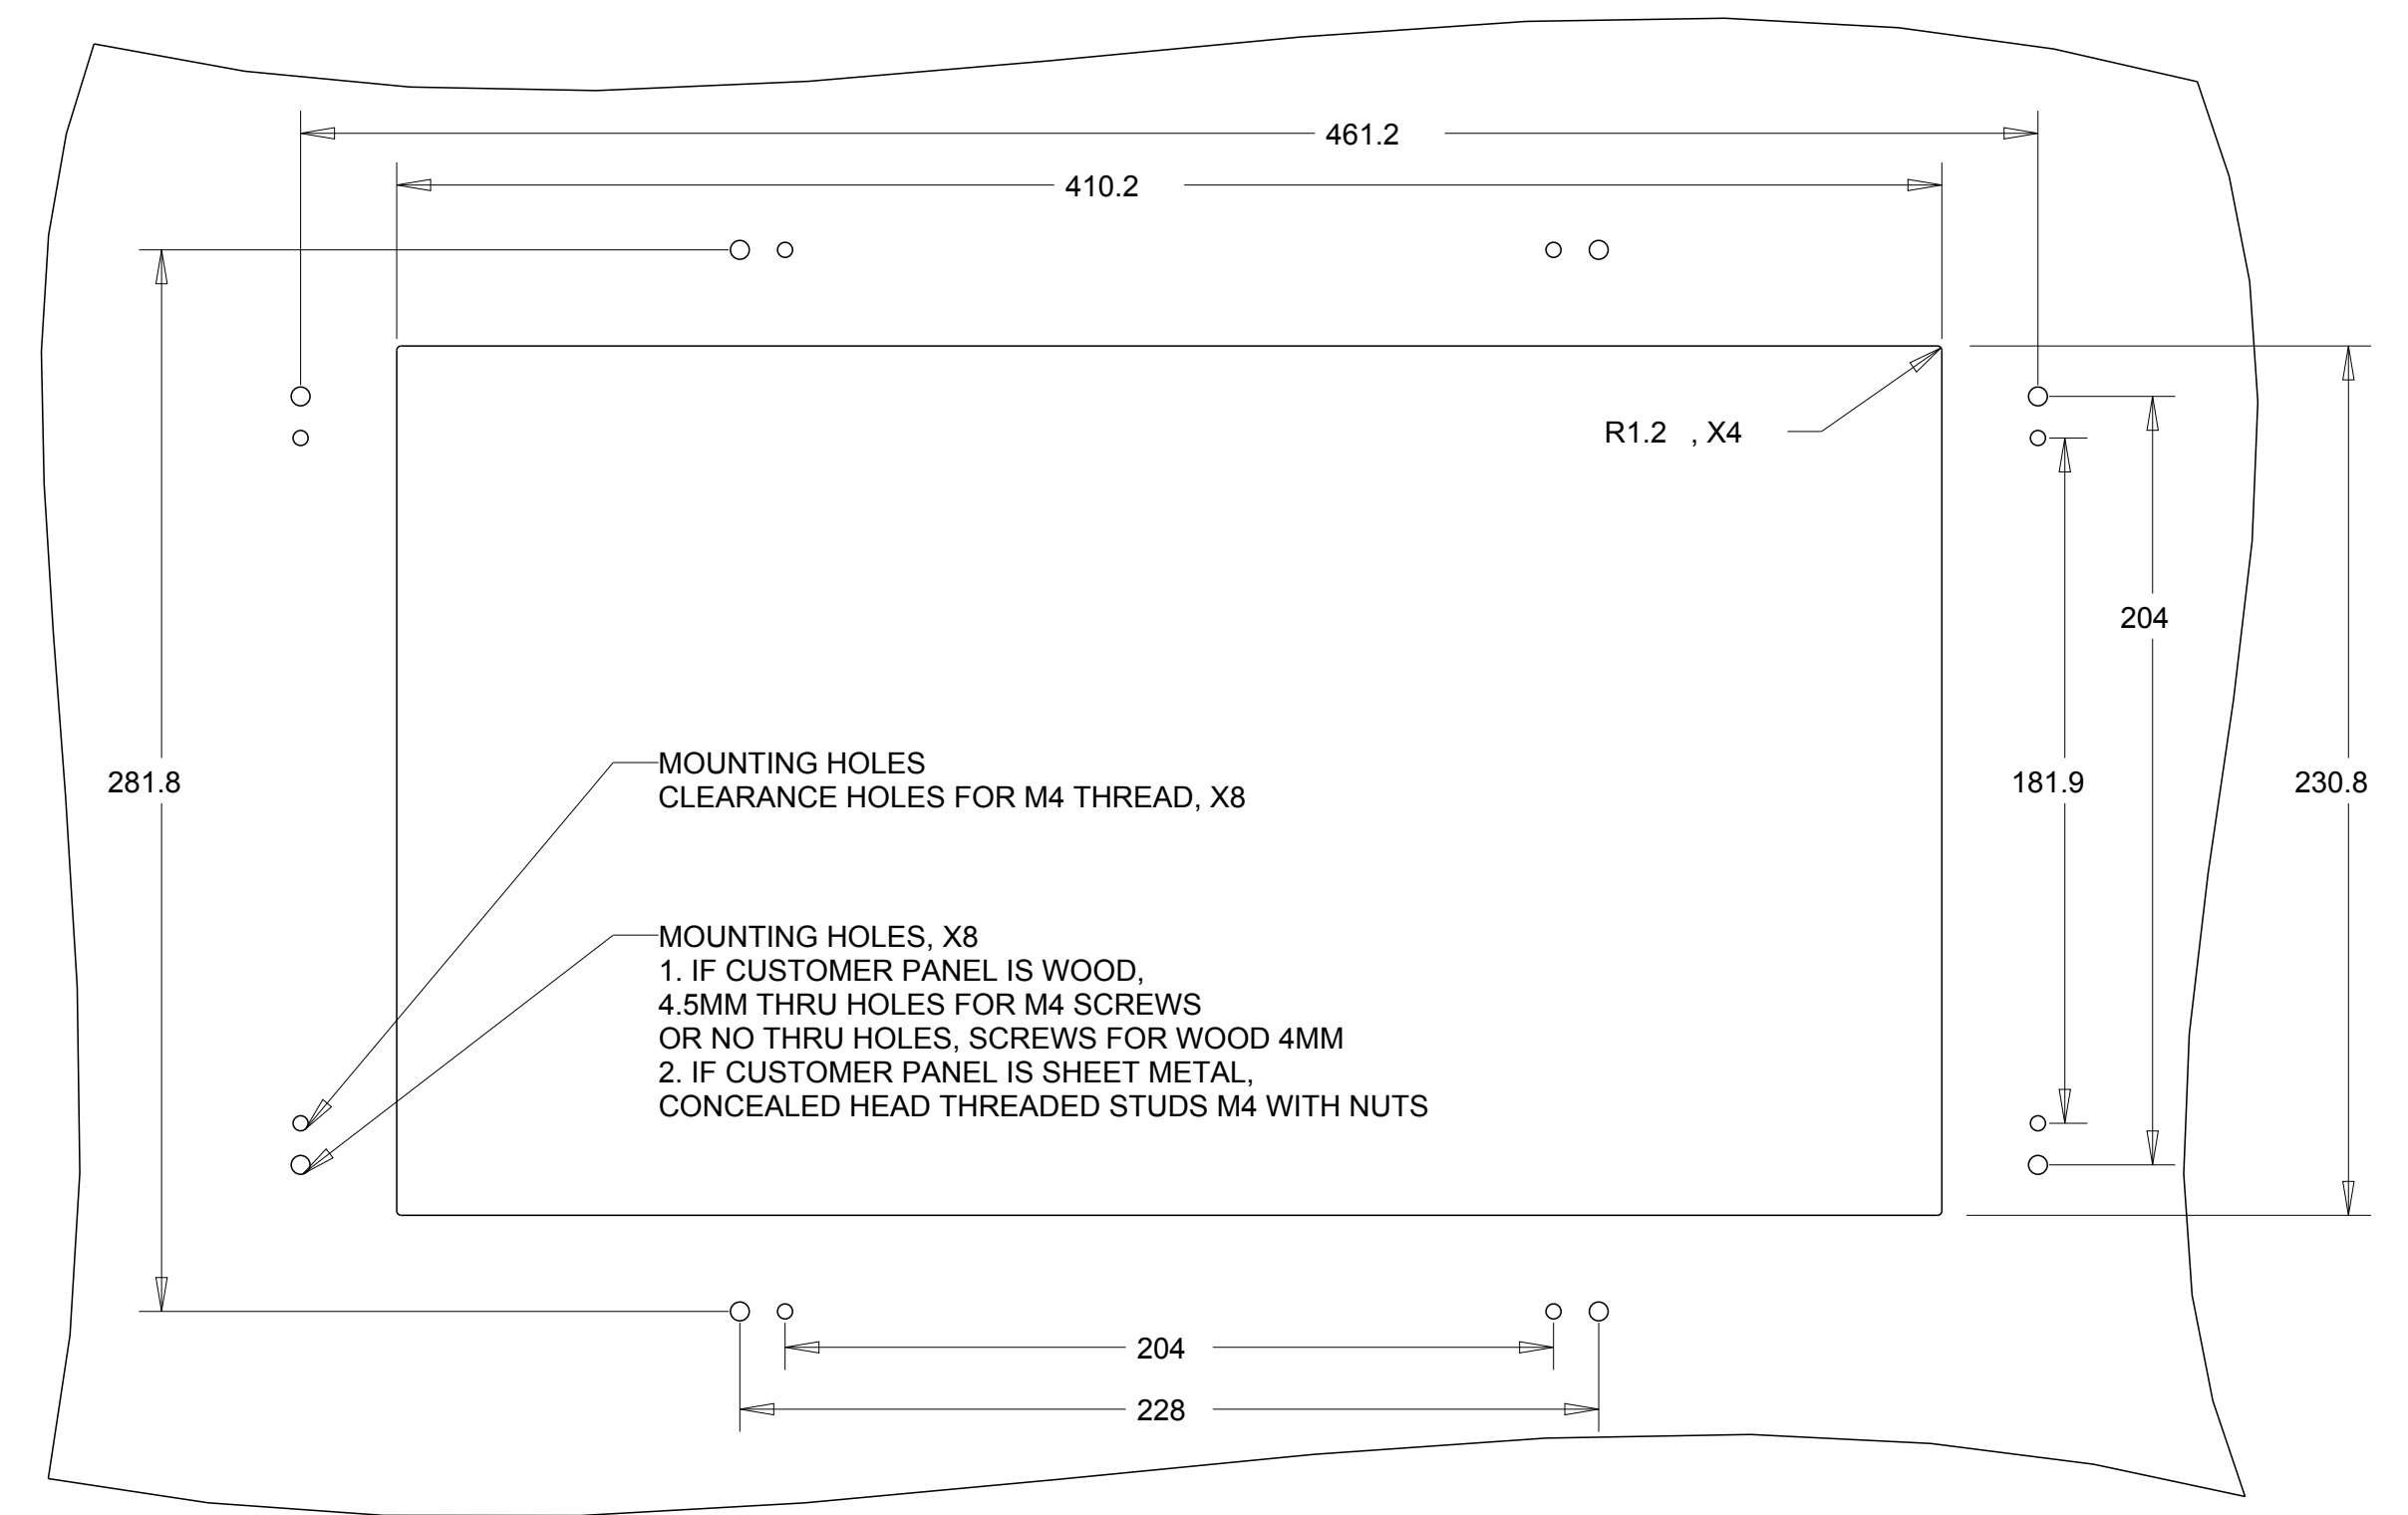 461.2
410.2
R1.2 , X4
204
281.8
181.9
230.8
MOUNTING HOLES
CLEARANCE HOLES FOR M4 THREAD, X8
MOUNTING HOLES, X8
1. IF CUSTOMER PANEL IS WOOD,
4.5MM THRU HOLES FOR M4 SCREWS
OR NO THRU HOLES, SCREWS FOR WOOD 4MM
2. IF CUSTOMER PANEL IS SHEET METAL,
CONCEALED HEAD THREADED STUDS M4 WITH NUTS
204
228